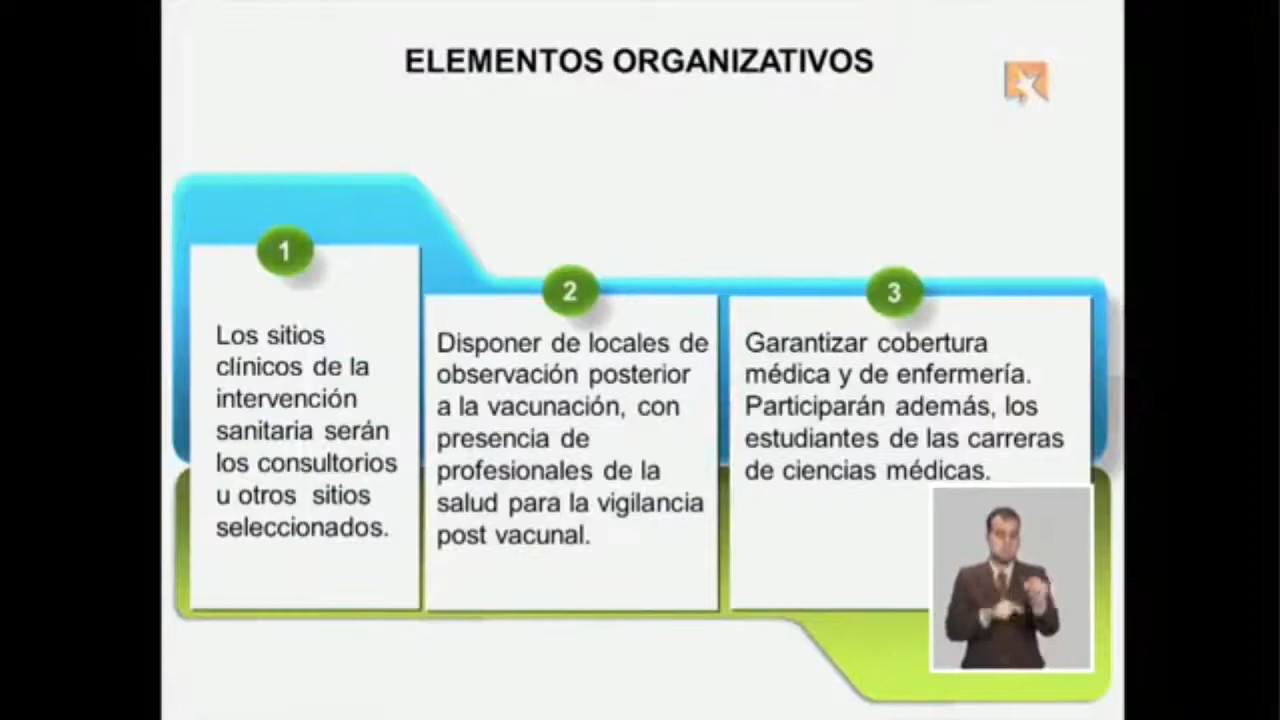 ELEMENTOS ORGANIZATIVOS
1
Los sitios
clínicos de la
intervención
sanitaria serán
los consultorios
u otros sitios
seleccionados.
2
Disponer de locales de
observación posterior
a la vacunación, con
presencia de
profesionales de la
salud para la vigilancia
post vacunal.
3
Garantizar cobertura
médica y de enfermería.
Participarán además, los
estudiantes de las carreras
de ciencias médicas.